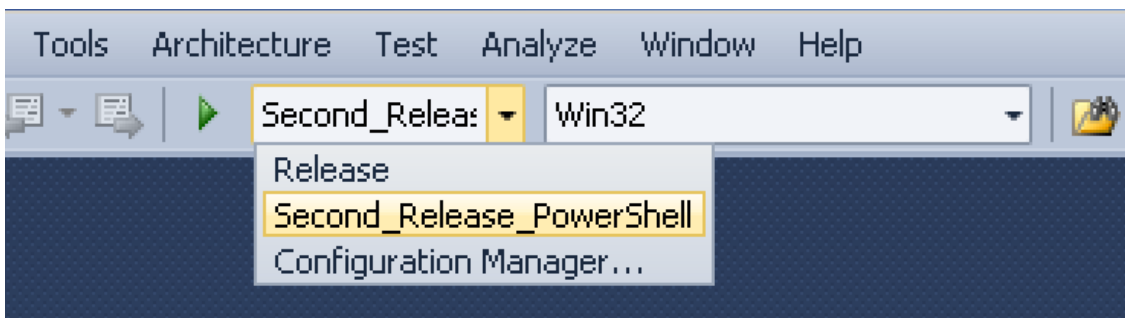 Tools Architecture Test Analyze Window Help
Second_Releas Win32
Release
Second_Release_PowerShell
Configuration Manager...